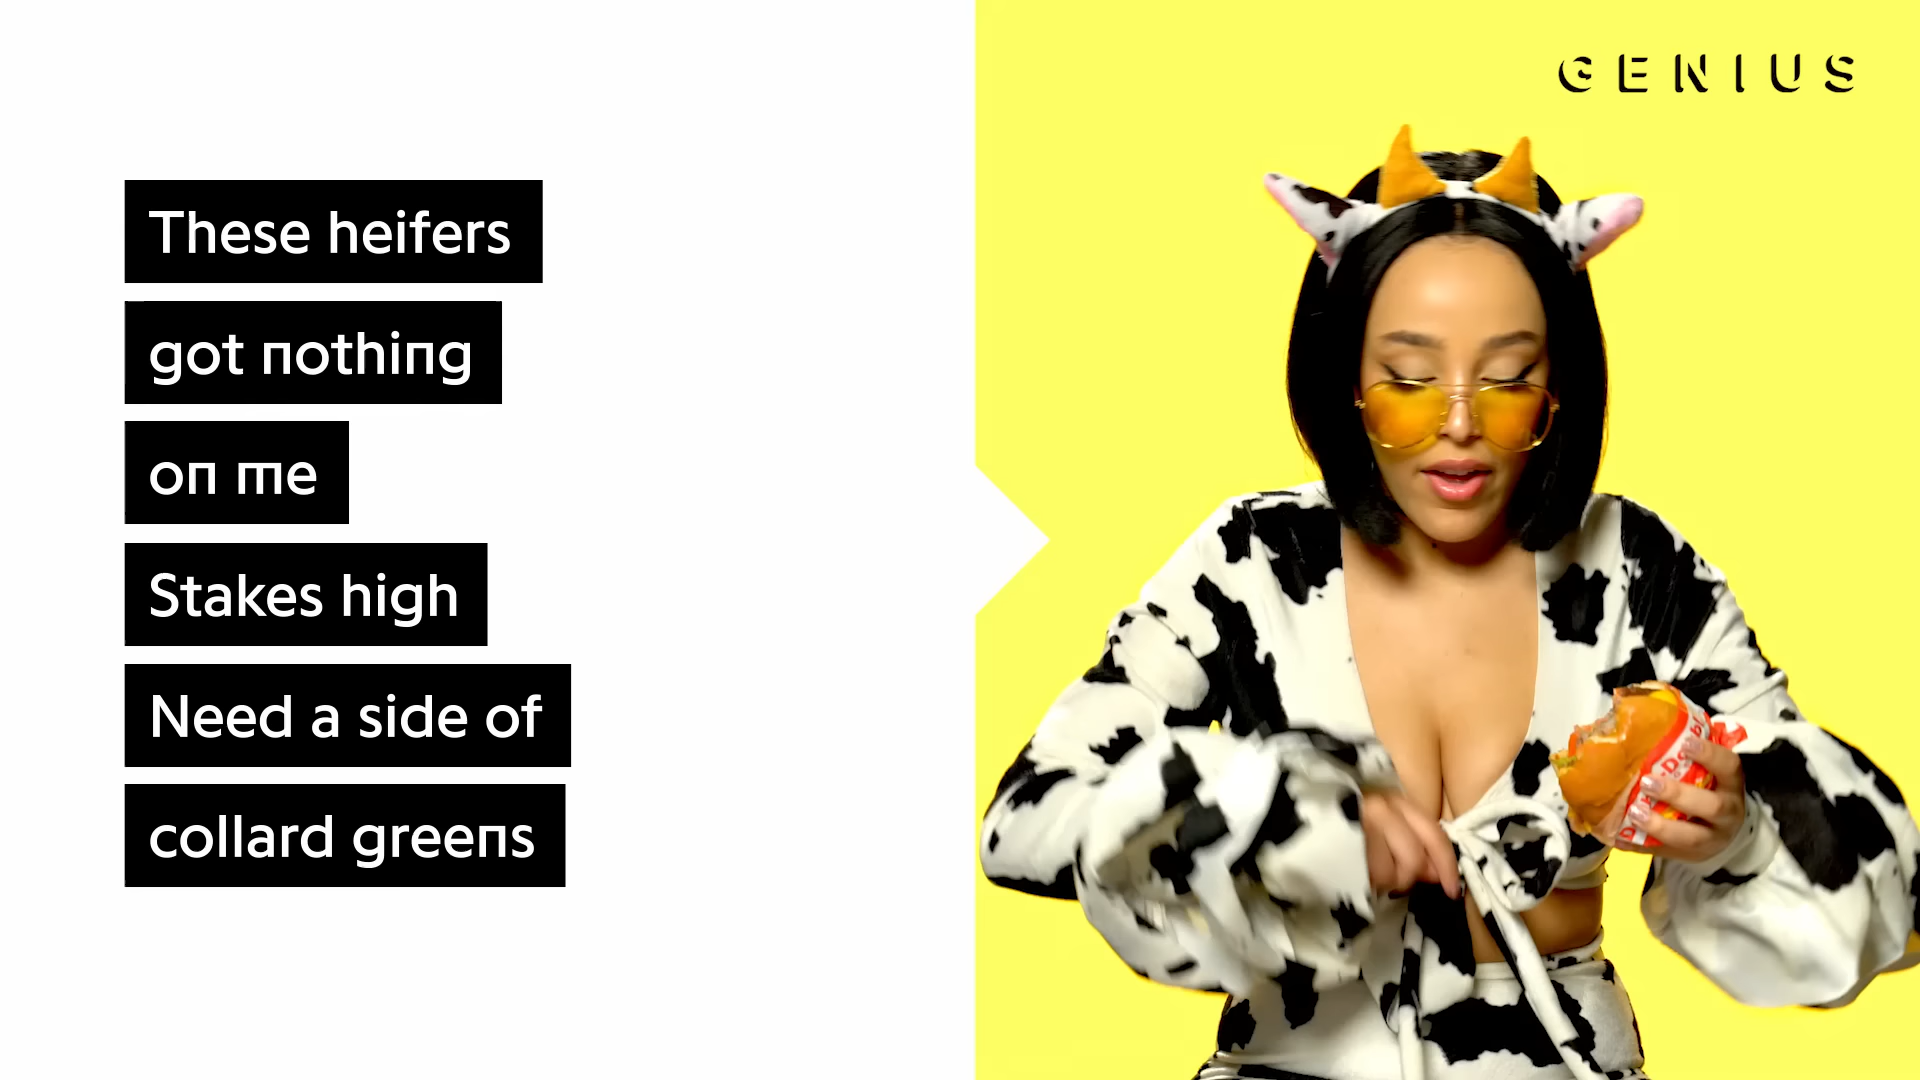 GENIUS
These heifers
got nothing
on me
Stakes high
Need a side of
collard greens